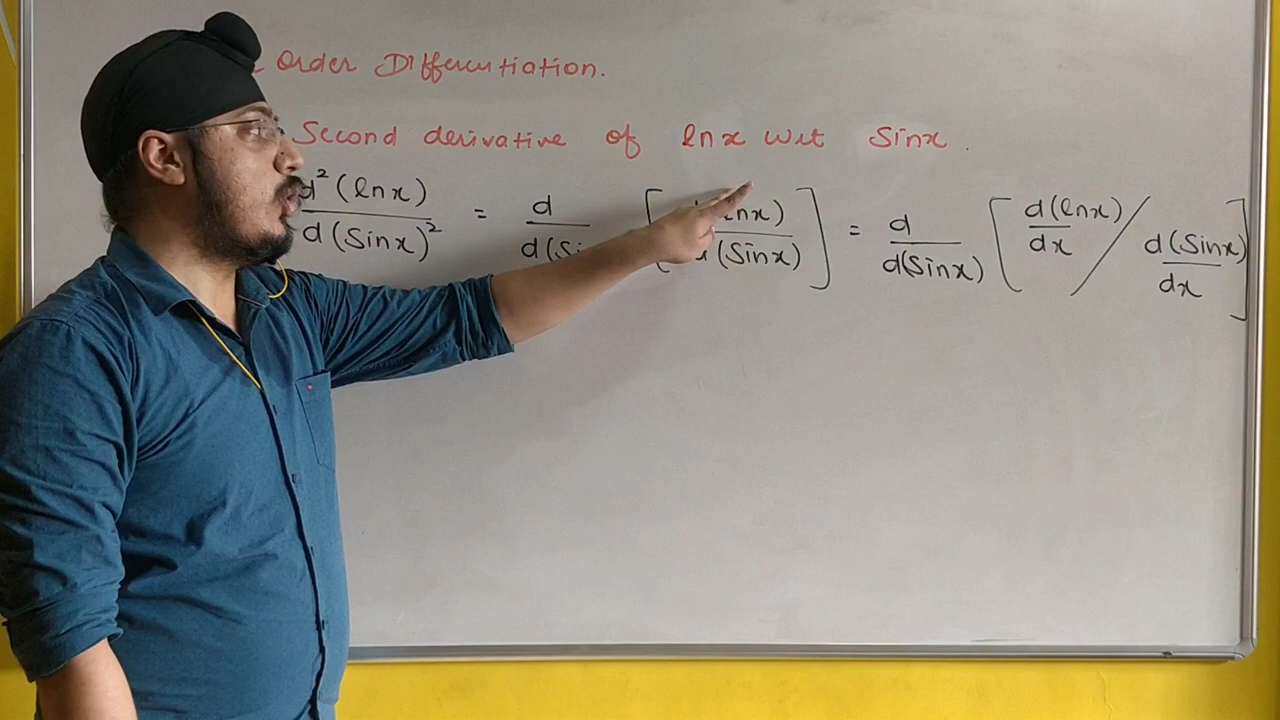 Order Differentiation.
Second derivative of lnx wrt Sinx.
d²(lnx) / d(Sinx)² = d / d(Si [ lnx) / (Sinx) ] = d / d(Sinx) [ d(lnx) / dx / d(Sinx) / dx ]